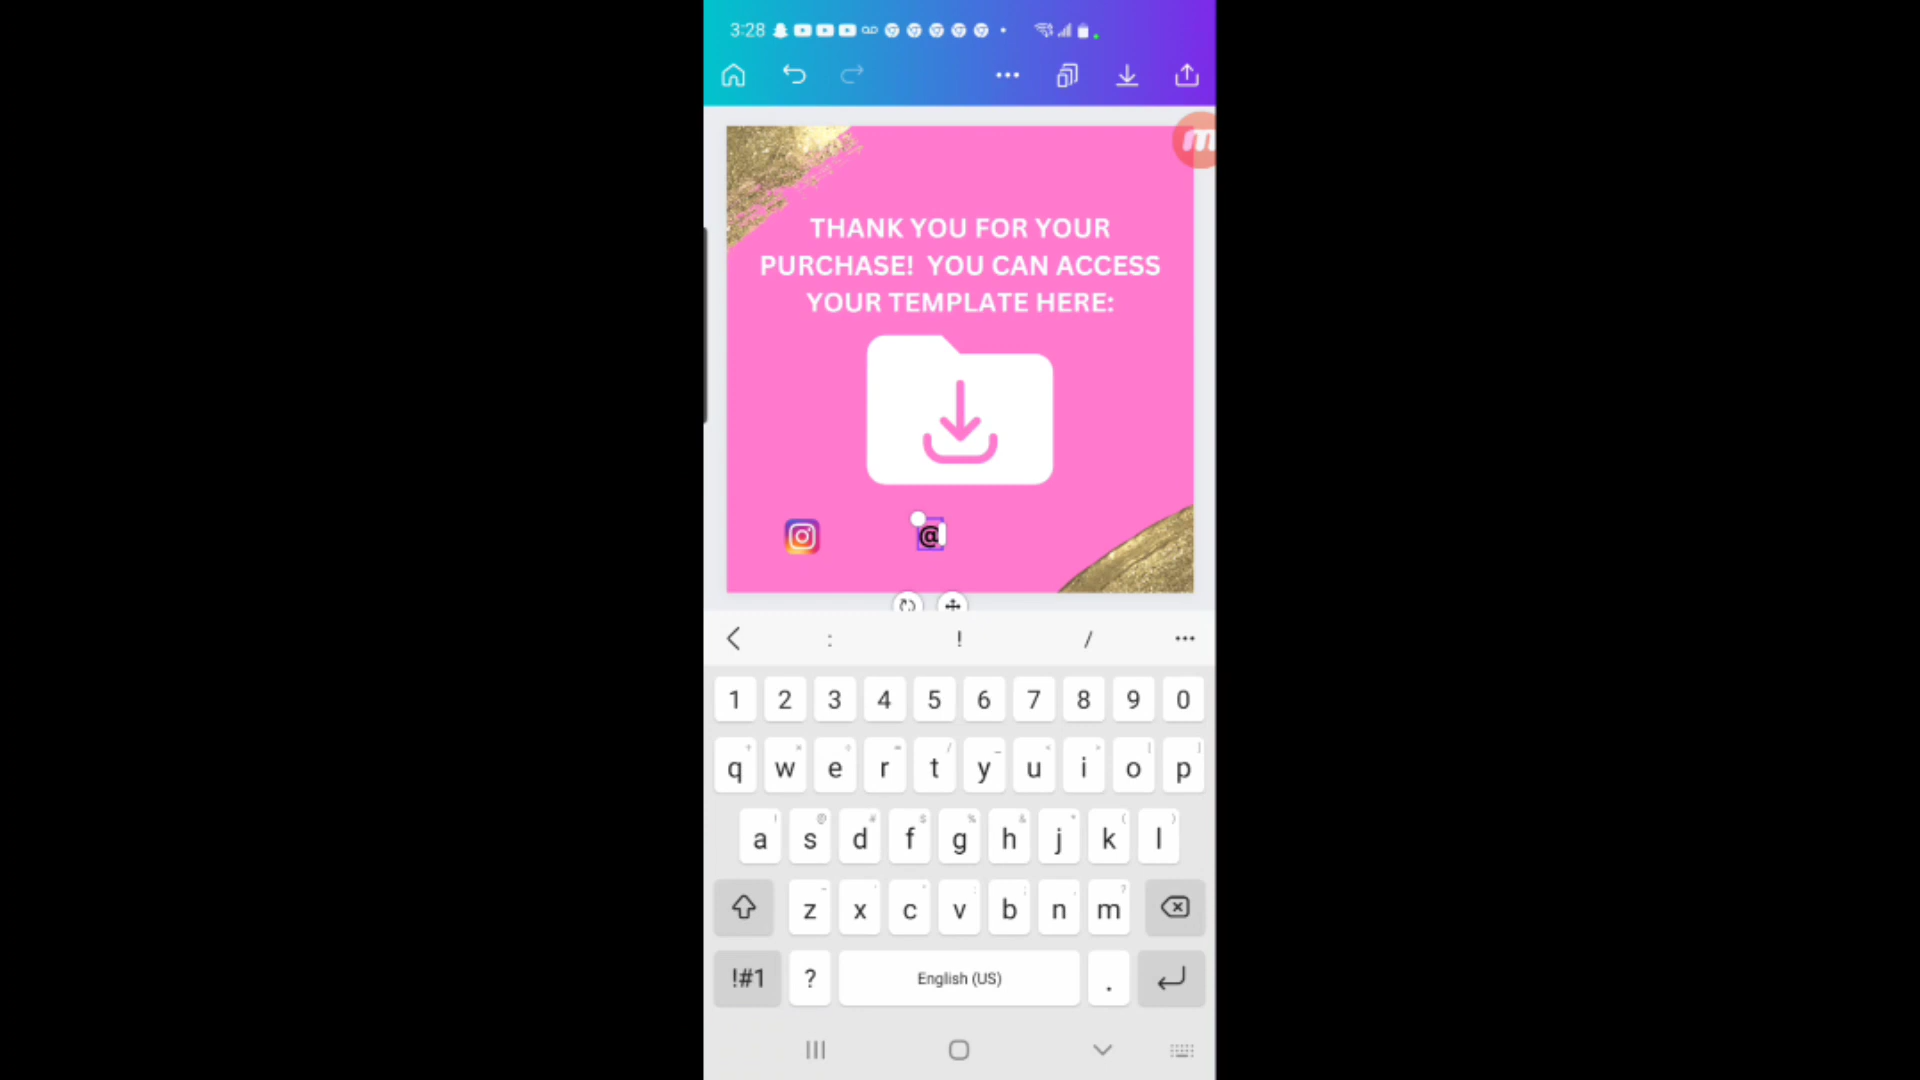 3:28
THANK YOU FOR YOUR
PURCHASE! YOU CAN ACCESS
YOUR TEMPLATE HERE:
@
: ! /
1 2 3 4 5 6 7 8 9 0
q w e r t y u i o p
a s d f g h j k l
z x c v b n m
!#1 ? English (US) .